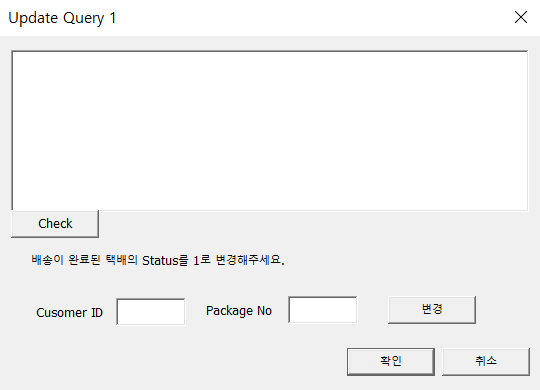 Update Query 1
Check
배송이 완료된 택배의 Status를 1로 변경해주세요.
Cusomer ID
Package No
변경
확인
취소